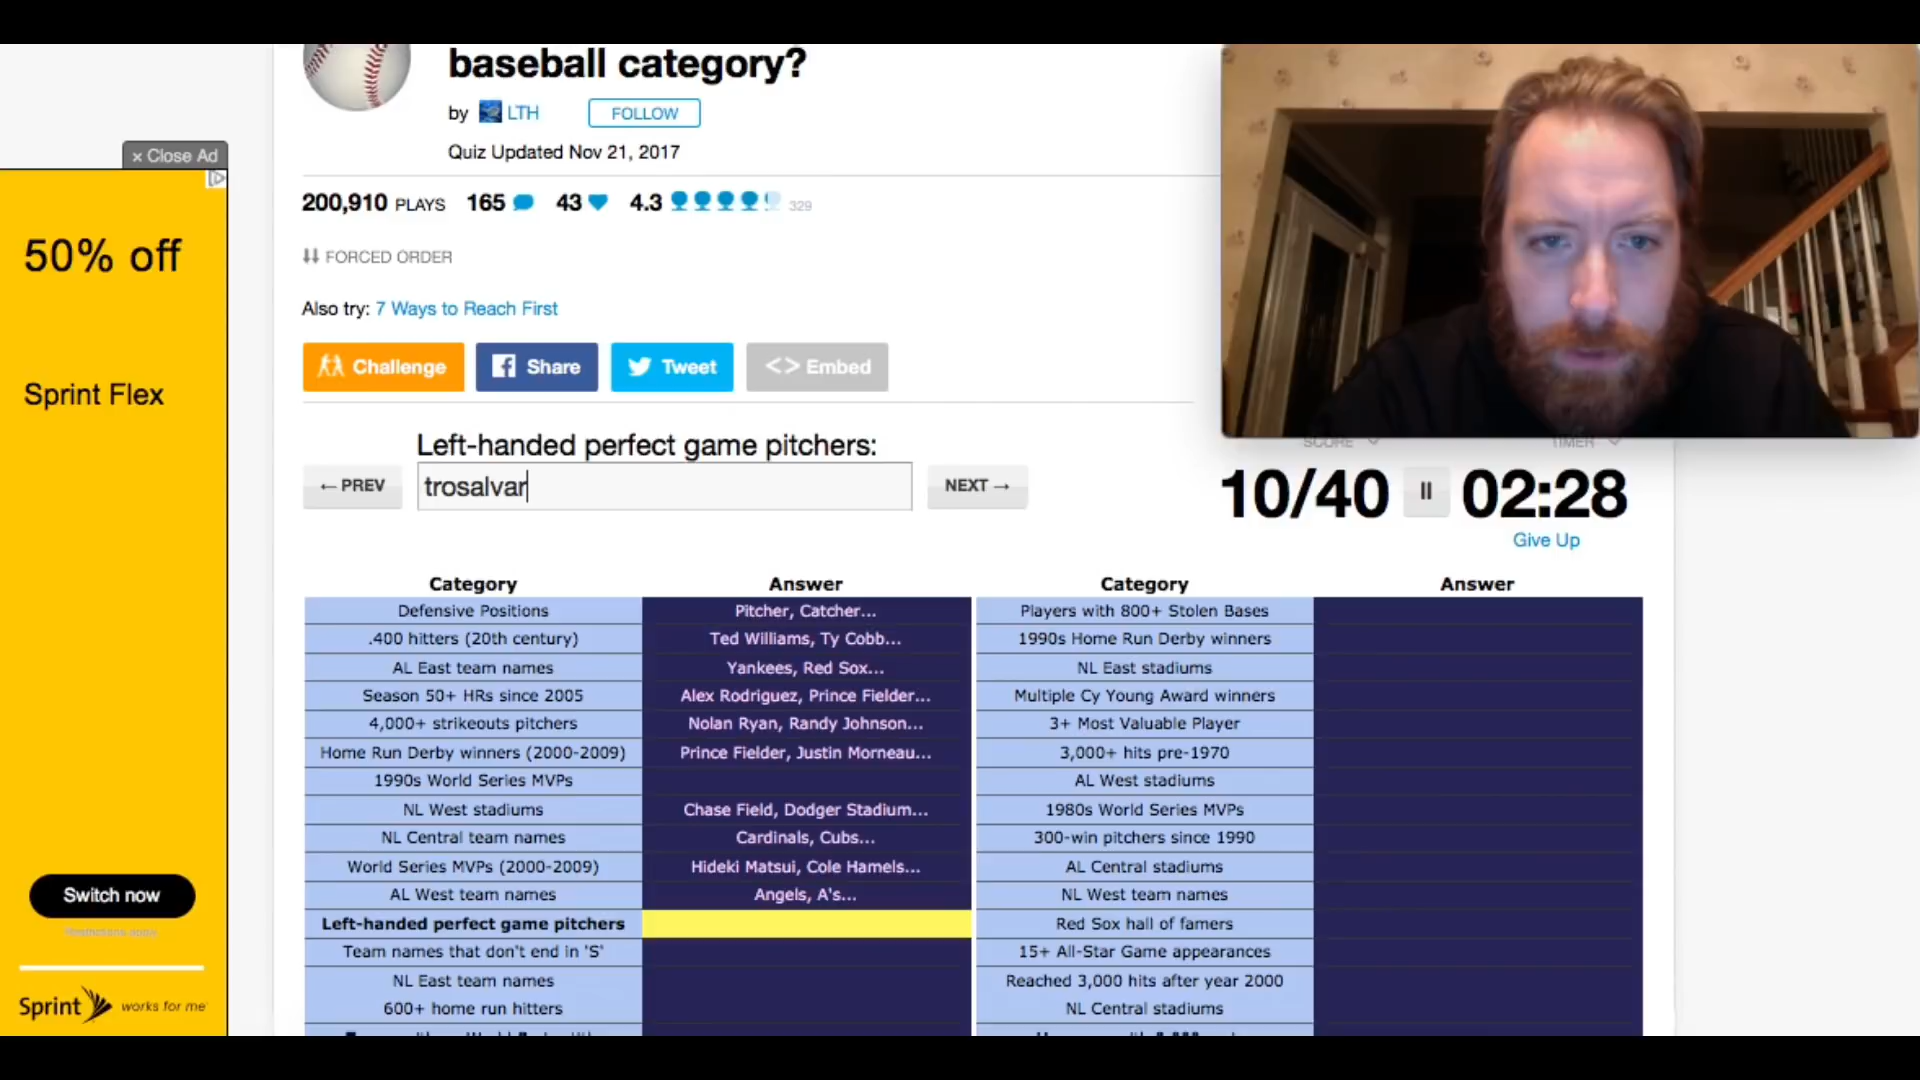 baseball category?
by LTH FOLLOW
Quiz Updated Nov 21, 2017
× Close Ad
200,910 PLAYS 165 43 4.3 329
50% off
FORCED ORDER
Also try: 7 Ways to Reach First
Challenge Share Tweet <> Embed
Sprint Flex
SCORE TIMER
Left-handed perfect game pitchers:
← PREV trosalvar NEXT →
10/40 02:28
Give Up
Category Answer Category Answer
Defensive Positions Pitcher, Catcher... Players with 800+ Stolen Bases
.400 hitters (20th century) Ted Williams, Ty Cobb... 1990s Home Run Derby winners
AL East team names Yankees, Red Sox... NL East stadiums
Season 50+ HRs since 2005 Alex Rodriguez, Prince Fielder... Multiple Cy Young Award winners
4,000+ strikeouts pitchers Nolan Ryan, Randy Johnson... 3+ Most Valuable Player
Home Run Derby winners (2000-2009) Prince Fielder, Justin Morneau... 3,000+ hits pre-1970
1990s World Series MVPs AL West stadiums
NL West stadiums Chase Field, Dodger Stadium... 1980s World Series MVPs
NL Central team names Cardinals, Cubs... 300-win pitchers since 1990
World Series MVPs (2000-2009) Hideki Matsui, Cole Hamels... AL Central stadiums
AL West team names Angels, A's... NL West team names
Left-handed perfect game pitchers Red Sox hall of famers
Team names that don't end in 'S' 15+ All-Star Game appearances
NL East team names Reached 3,000 hits after year 2000
600+ home run hitters NL Central stadiums
Switch now
Restrictions apply.
Sprint works for me